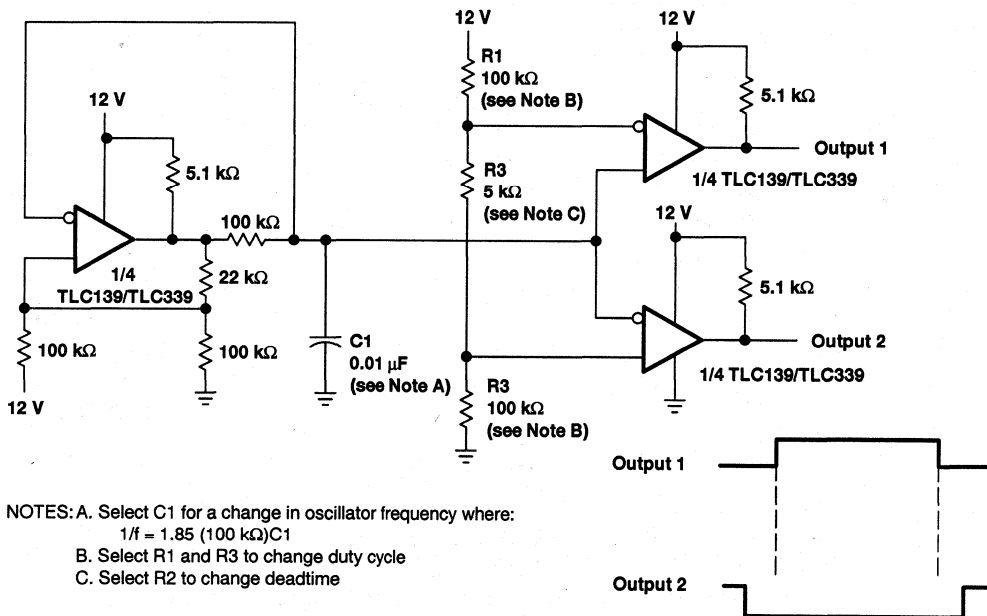 12 V
5.1 kΩ
100 kΩ
1/4
TLC139/TLC339
22 kΩ
100 kΩ
12 V
100 kΩ
C1
0.01 µF
(see Note A)
12 V
R1
100 kΩ
(see Note B)
R3
5 kΩ
(see Note C)
R3
100 kΩ
(see Note B)
12 V
5.1 kΩ
Output 1
1/4 TLC139/TLC339
12 V
5.1 kΩ
Output 2
1/4 TLC139/TLC339
Output 1
Output 2
NOTES: A. Select C1 for a change in oscillator frequency where:
1/f = 1.85 (100 kΩ)C1
B. Select R1 and R3 to change duty cycle
C. Select R2 to change deadtime